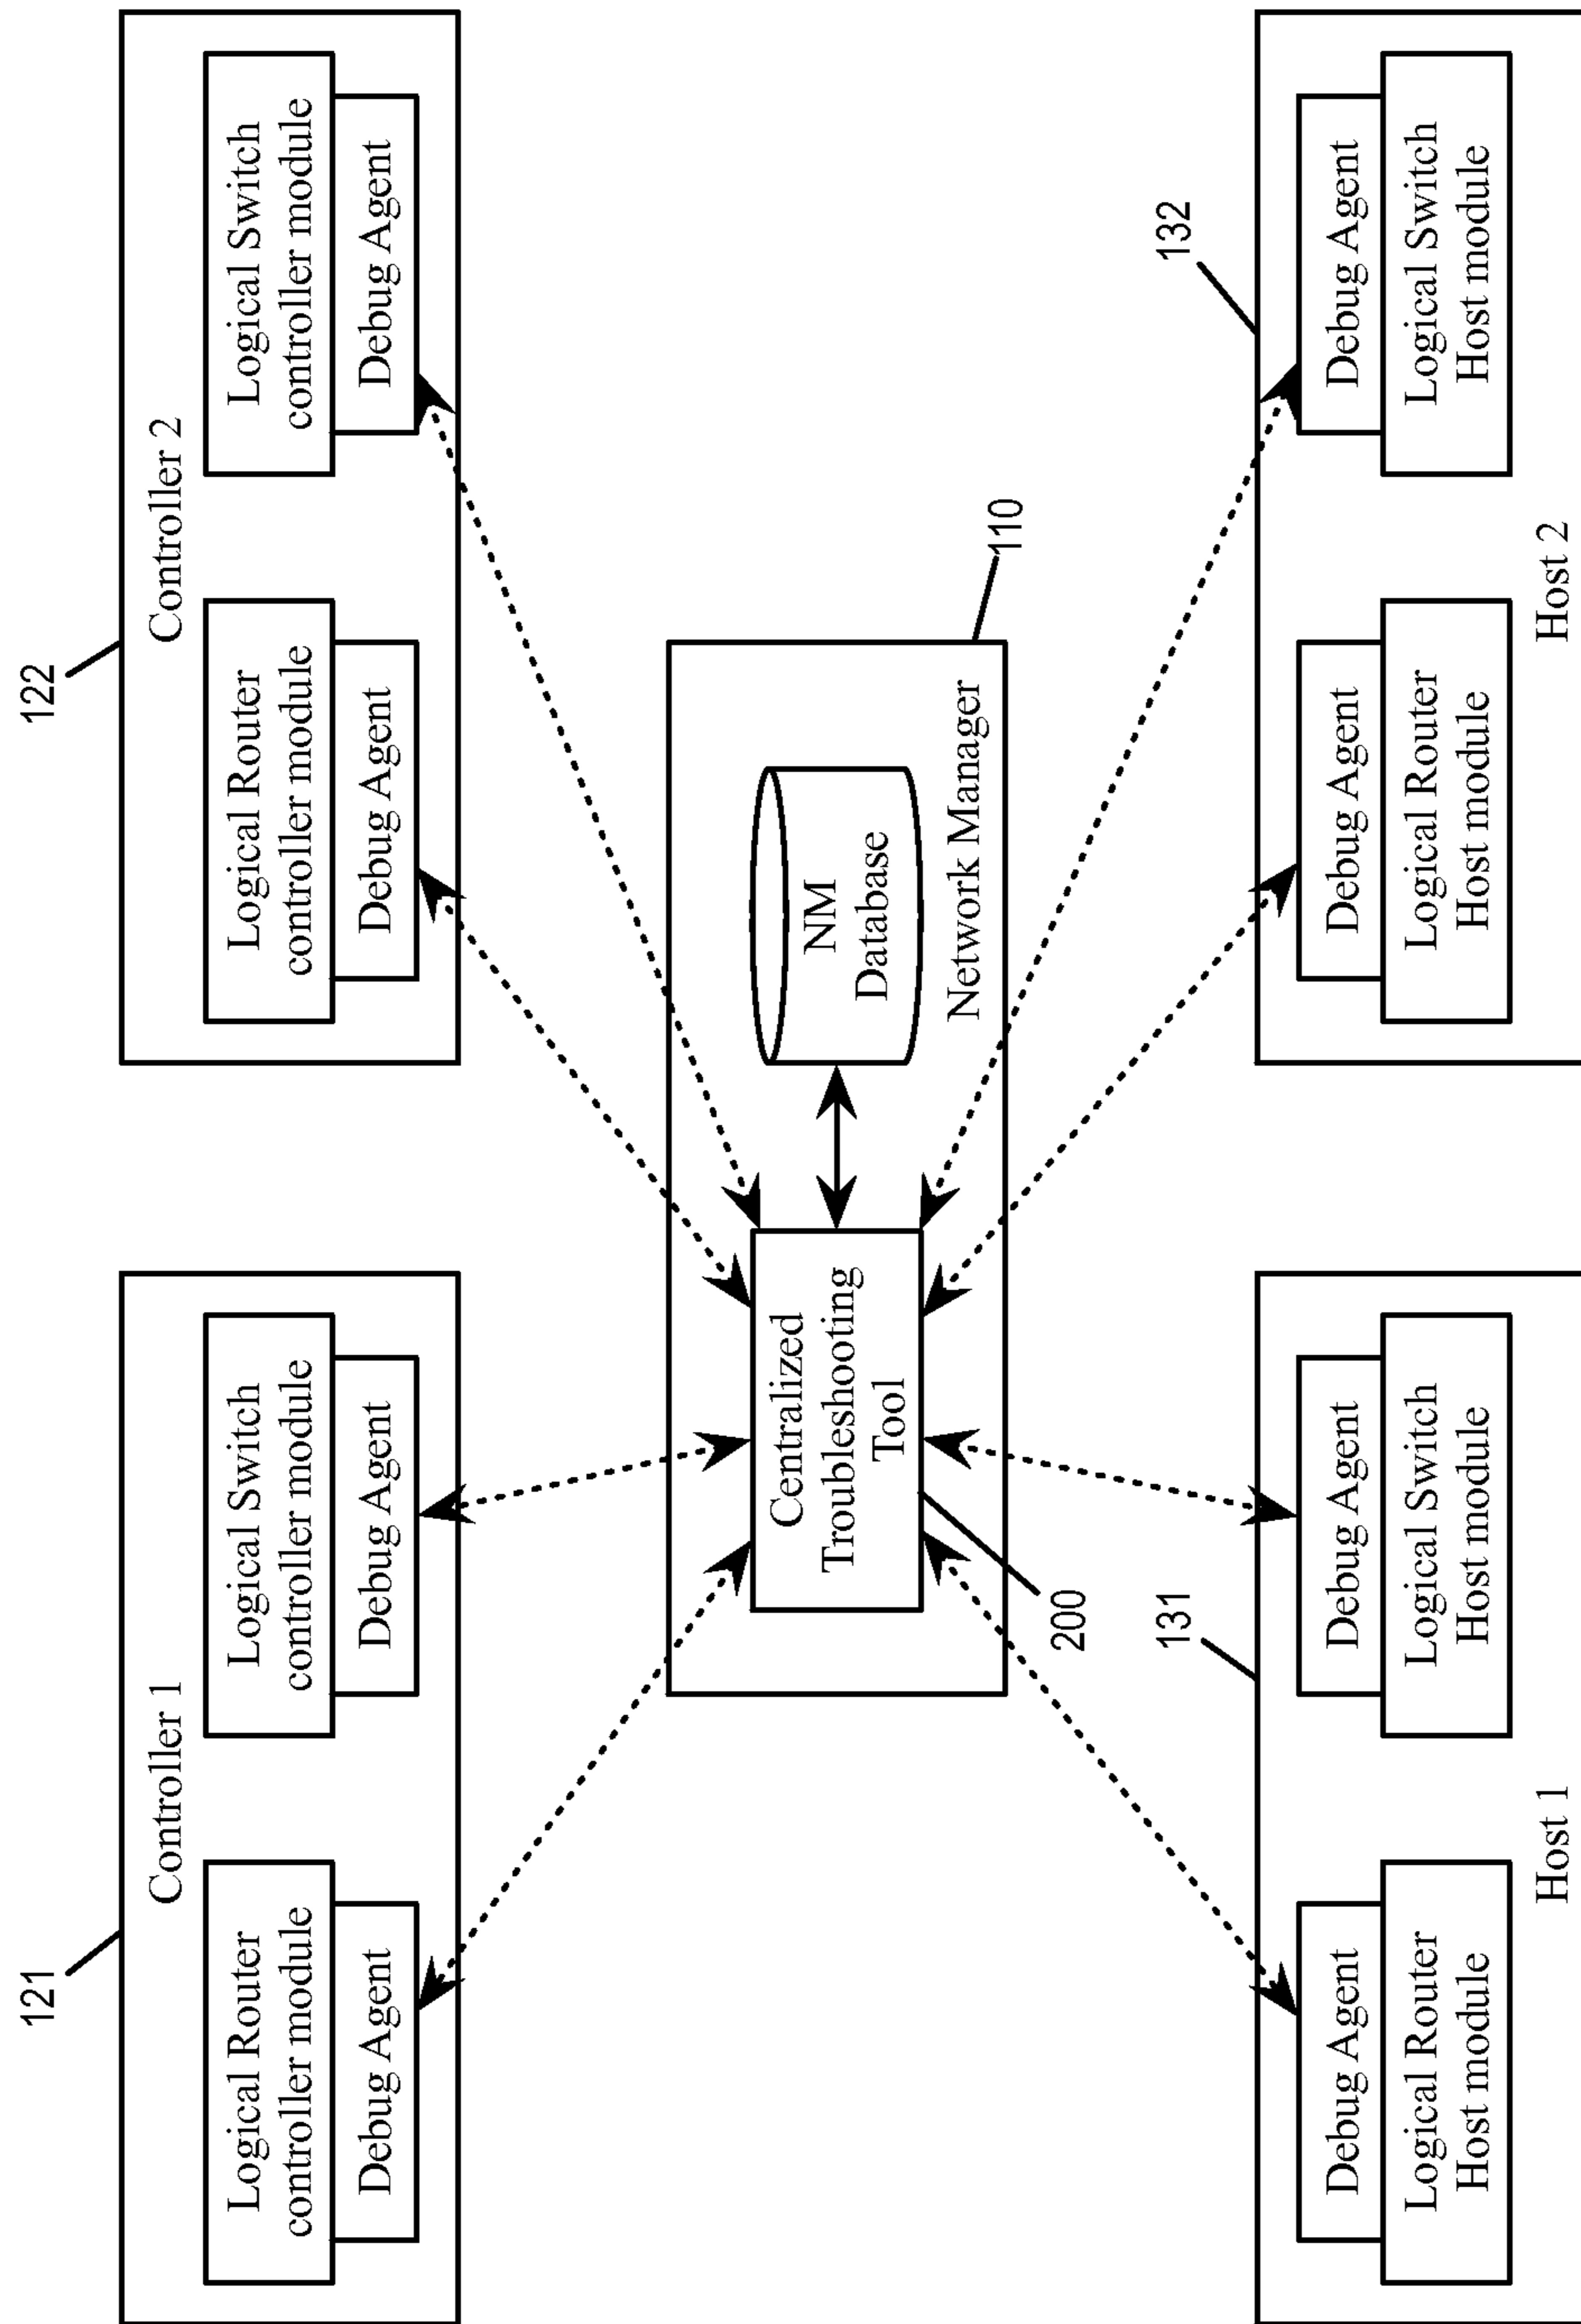 121
122
Controller 1
Controller 2
Logical Router
controller module
Debug Agent
Logical Switch
controller module
Debug Agent
Logical Router
controller module
Debug Agent
Logical Switch
controller module
Debug Agent
Centralized
Troubleshooting
Tool
NM
Database
Network Manager
110
200
131
132
Debug Agent
Logical Router
Host module
Debug Agent
Logical Switch
Host module
Debug Agent
Logical Router
Host module
Debug Agent
Logical Switch
Host module
Host 1
Host 2